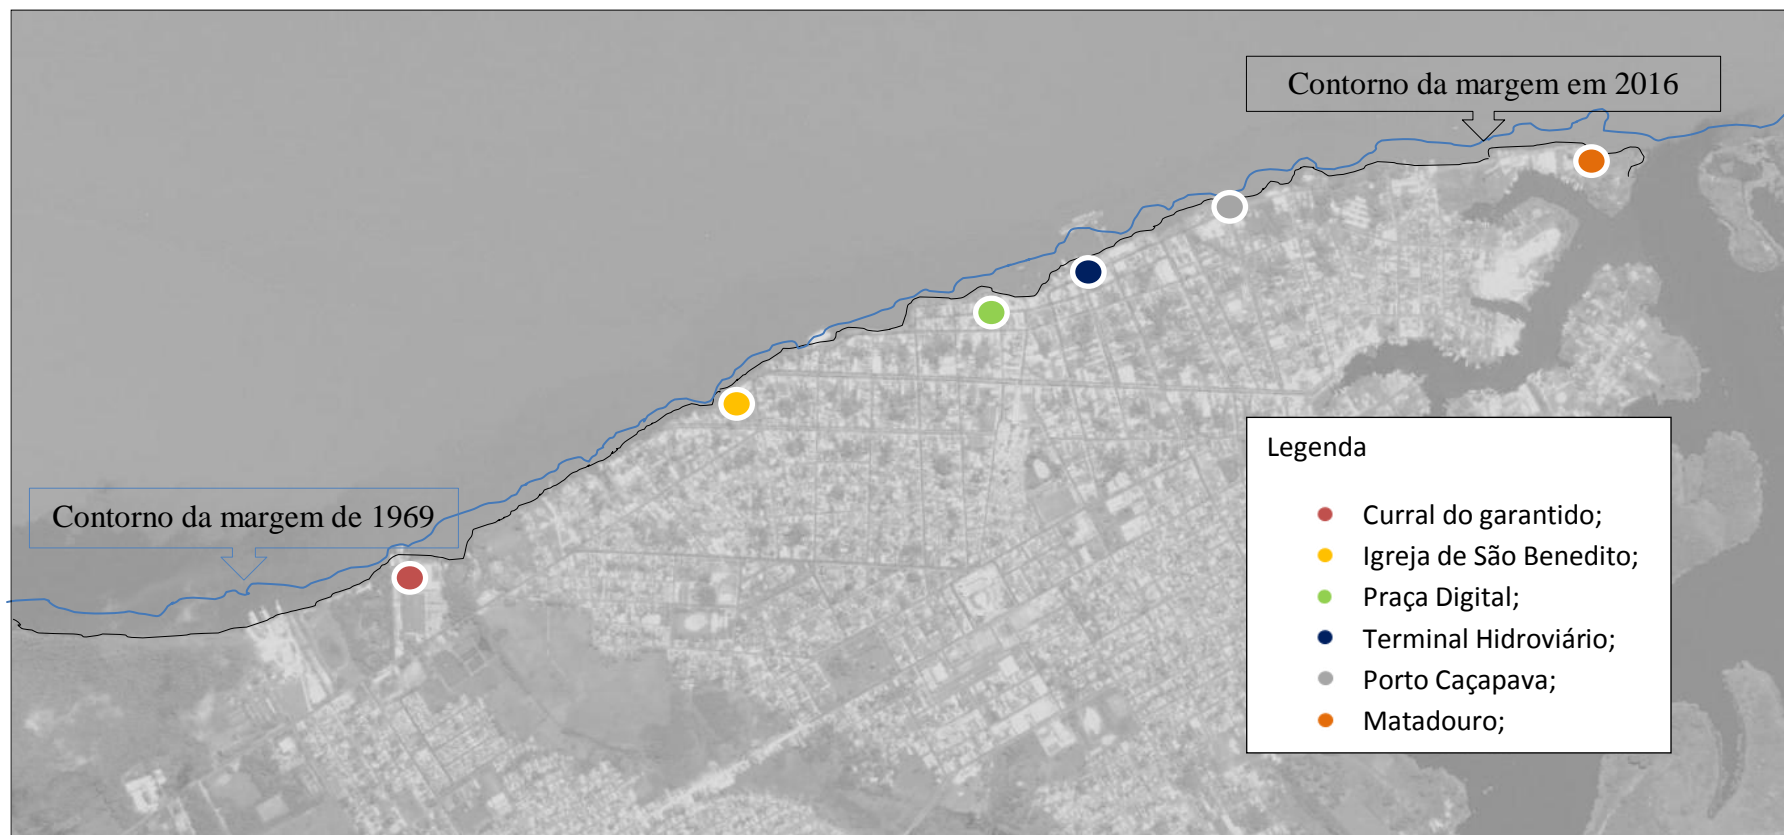 Contorno da margem em 2016
Contorno da margem de 1969
Legenda
Curral do garantido;
Igreja de São Benedito;
Praça Digital;
Terminal Hidroviário;
Porto Caçapava;
Matadouro;